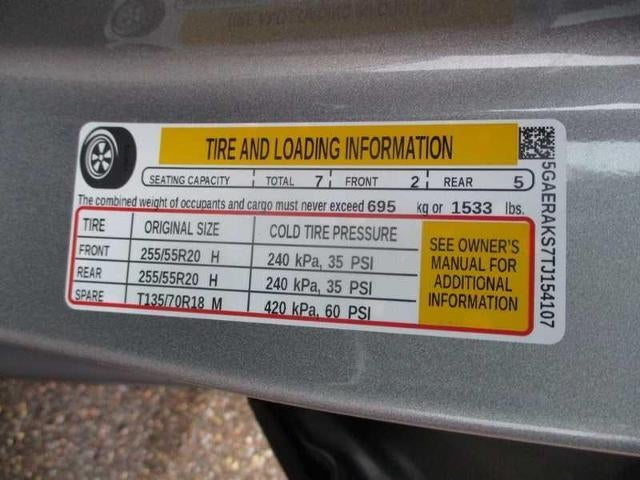 TIRE AND LOADING INFORMATION
SEATING CAPACITY TOTAL 7 FRONT 2 REAR 5
The combined weight of occupants and cargo must never exceed 695 kg or 1533 lbs.
TIRE ORIGINAL SIZE COLD TIRE PRESSURE
FRONT 255/55R20 H 240 kPa, 35 PSI
REAR 255/55R20 H 240 kPa, 35 PSI
SPARE T135/70R18 M 420 kPa, 60 PSI
SEE OWNER'S
MANUAL FOR
ADDITIONAL
INFORMATION
5GAERAKS7TJ154107